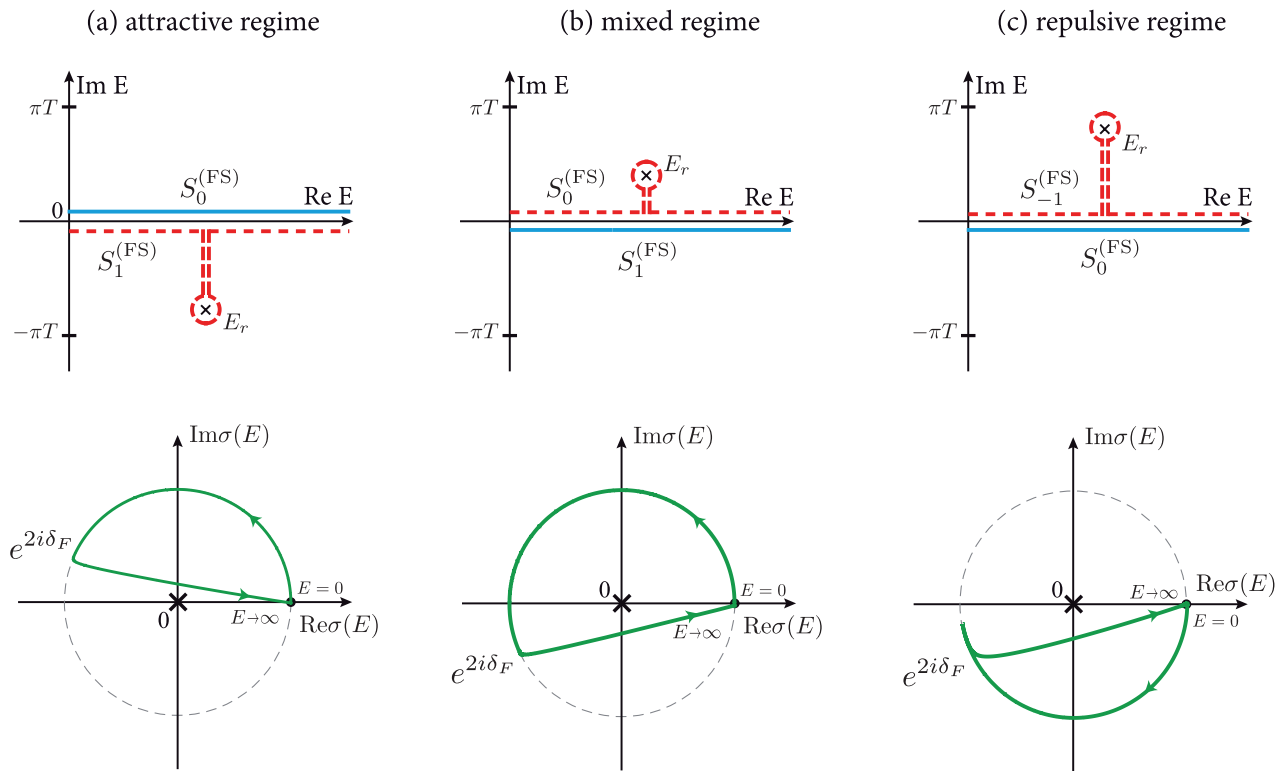 (a) attractive regime
(b) mixed regime
(c) repulsive regime
Im E
πT
S_0^{(FS)}
Re E
0
S_1^{(FS)}
E_r
−πT
Im E
πT
S_0^{(FS)}
E_r
Re E
S_1^{(FS)}
−πT
Im E
πT
E_r
S_{-1}^{(FS)}
Re E
S_0^{(FS)}
−πT
Imσ(E)
e^{2iδ_F}
E = 0
0
E→∞
Reσ(E)
Imσ(E)
0
E = 0
E→∞
Reσ(E)
e^{2iδ_F}
Imσ(E)
0
E→∞
Reσ(E)
E = 0
e^{2iδ_F}